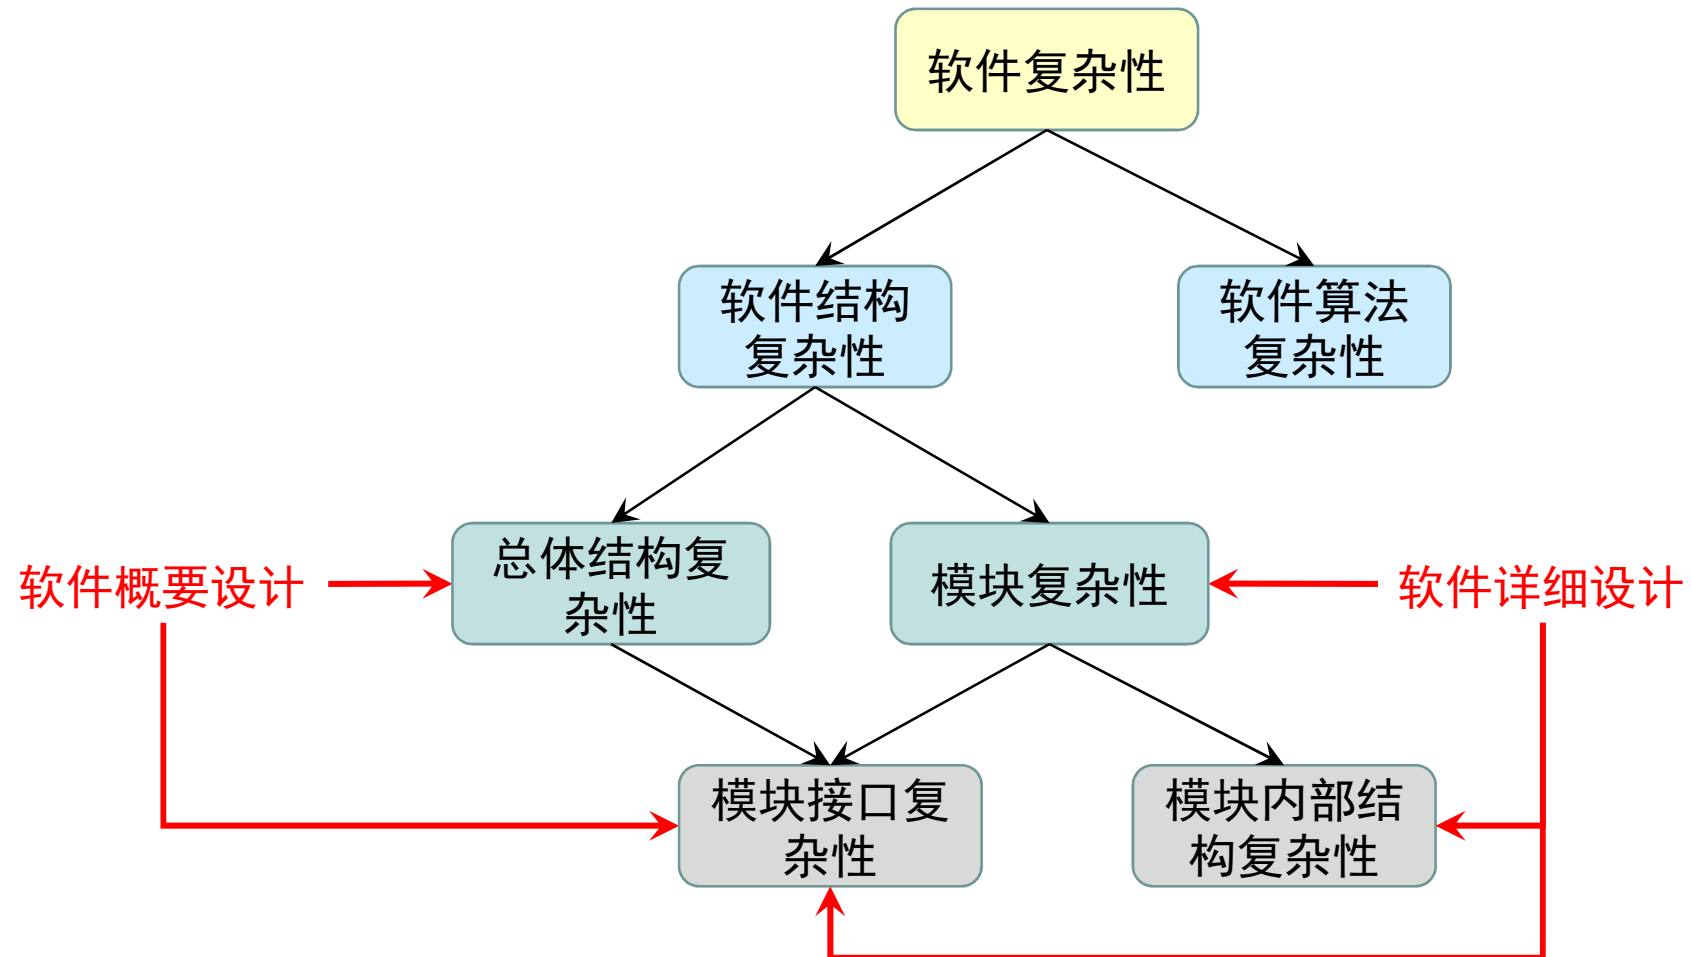 软件复杂性
软件结构
复杂性
软件算法
复杂性
软件概要设计
总体结构复
杂性
模块复杂性
软件详细设计
模块接口复
杂性
模块内部结
构复杂性